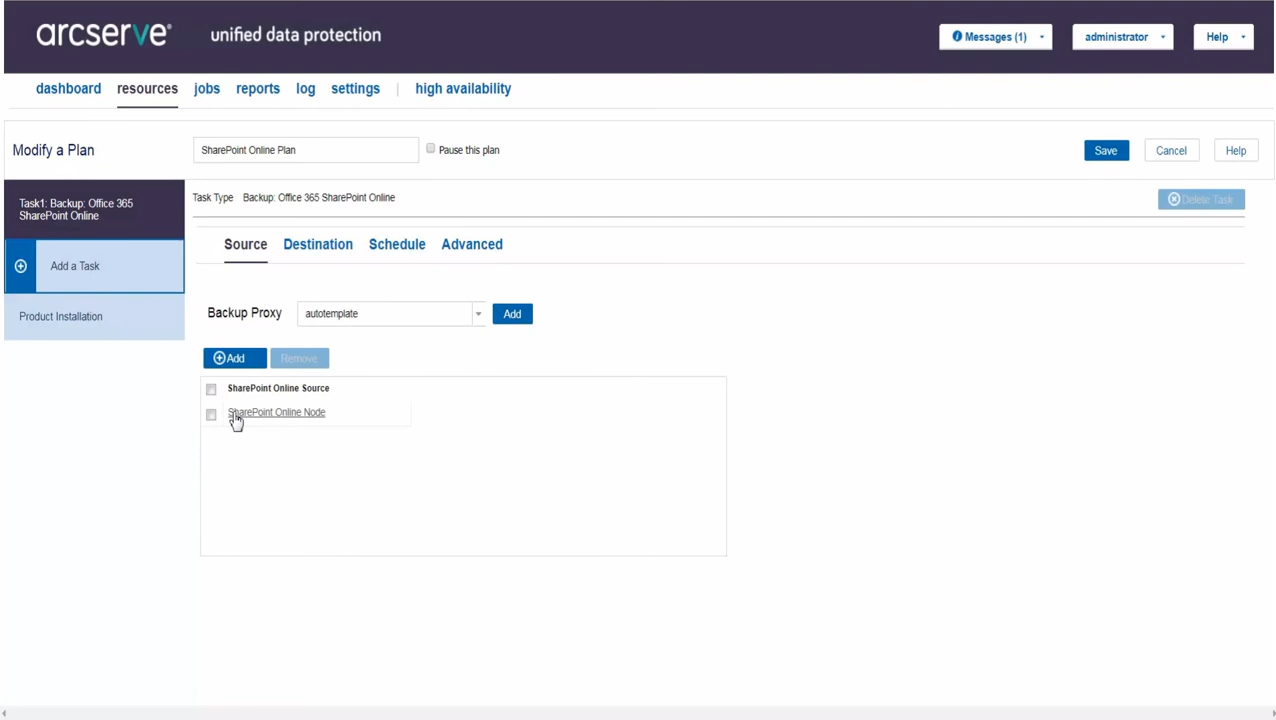 arcserve® unified data protection Messages (1) administrator Help
dashboard resources jobs reports log settings | high availability
Modify a Plan SharePoint Online Plan Pause this plan Save Cancel Help
Task1: Backup: Office 365
SharePoint Online
Task Type Backup: Office 365 SharePoint Online Delete Task
Add a Task
Product Installation
Source Destination Schedule Advanced
Backup Proxy autotemplate Add
Add Remove
SharePoint Online Source
SharePoint Online Node